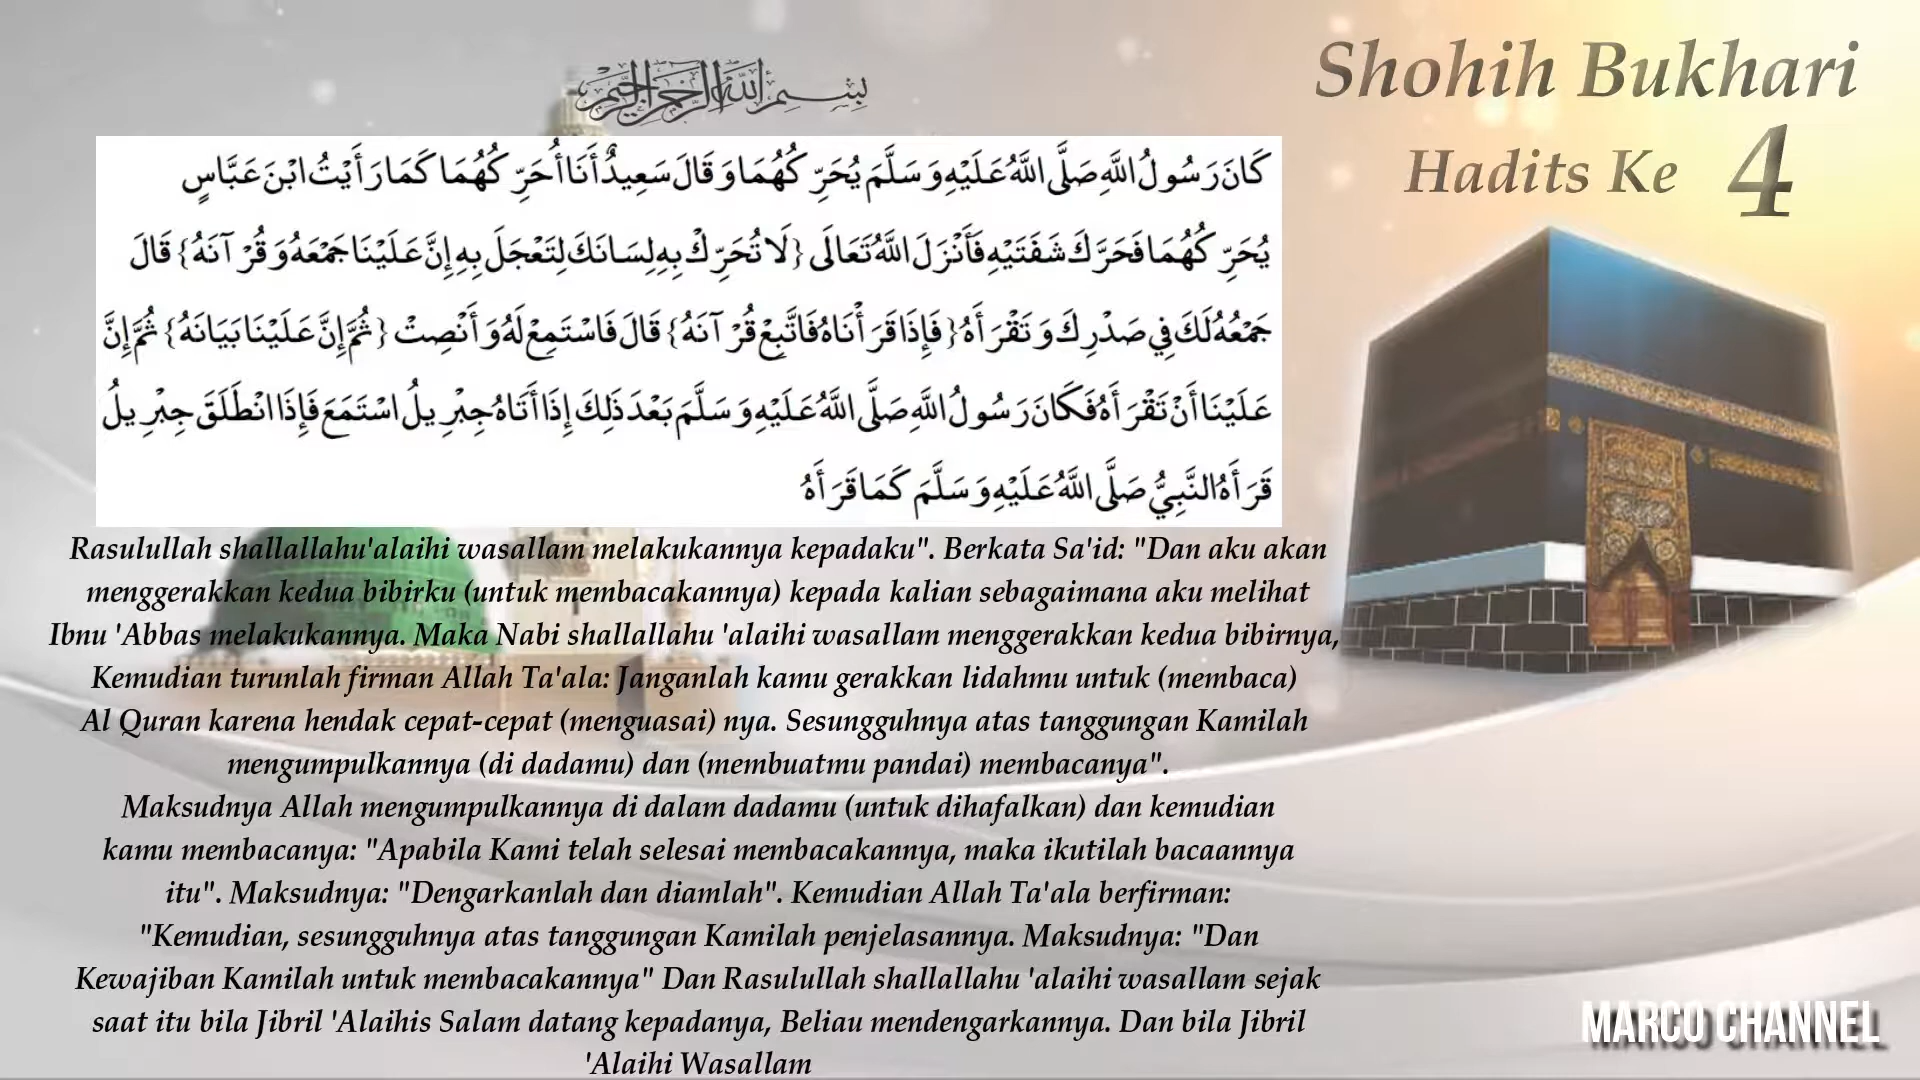 بسم الله الرحمن الرحيم
Shohih Bukhari
Hadits Ke 4
كَانَ رَسُولُ اللَّهِ صَلَّى اللَّهُ عَلَيْهِ وَسَلَّمَ يُحَرِّكُهُمَا وَقَالَ سَعِيدٌ أَنَا أُحَرِّكُهُمَا كَمَا رَأَيْتُ ابْنَ عَبَّاسٍ
يُحَرِّكُهُمَا فَحَرَّكَ شَفَتَيْهِ فَأَنْزَلَ اللَّهُ تَعَالَى {لَا تُحَرِّكْ بِهِ لِسَانَكَ لِتَعْجَلَ بِهِ إِنَّ عَلَيْنَا جَمْعَهُ وَقُرْآنَهُ} قَالَ
جَمْعُهُ لَكَ فِي صَدْرِكَ وَتَقْرَأَهُ {فَإِذَا قَرَأْنَاهُ فَاتَّبِعْ قُرْآنَهُ} قَالَ فَاسْتَمِعْ لَهُ وَأَنْصِتْ {ثُمَّ إِنَّ عَلَيْنَا بَيَانَهُ} ثُمَّ إِنَّ
عَلَيْنَا أَنْ تَقْرَأَهُ فَكَانَ رَسُولُ اللَّهِ صَلَّى اللَّهُ عَلَيْهِ وَسَلَّمَ بَعْدَ ذَلِكَ إِذَا أَتَاهُ جِبْرِيلُ اسْتَمَعَ فَإِذَا انْطَلَقَ جِبْرِيلُ
قَرَأَهُ النَّبِيُّ صَلَّى اللَّهُ عَلَيْهِ وَسَلَّمَ كَمَا قَرَأَهُ
Rasulullah shallallahu'alaihi wasallam melakukannya kepadaku". Berkata Sa'id: "Dan aku akan
menggerakkan kedua bibirku (untuk membacakannya) kepada kalian sebagaimana aku melihat
Ibnu 'Abbas melakukannya. Maka Nabi shallallahu 'alaihi wasallam menggerakkan kedua bibirnya,
Kemudian turunlah firman Allah Ta'ala: Janganlah kamu gerakkan lidahmu untuk (membaca)
Al Quran karena hendak cepat-cepat (menguasai) nya. Sesungguhnya atas tanggungan Kamilah
mengumpulkannya (di dadamu) dan (membuatmu pandai) membacanya".
Maksudnya Allah mengumpulkannya di dalam dadamu (untuk dihafalkan) dan kemudian
kamu membacanya: "Apabila Kami telah selesai membacakannya, maka ikutilah bacaannya
itu". Maksudnya: "Dengarkanlah dan diamlah". Kemudian Allah Ta'ala berfirman:
"Kemudian, sesungguhnya atas tanggungan Kamilah penjelasannya. Maksudnya: "Dan
Kewajiban Kamilah untuk membacakannya" Dan Rasulullah shallallahu 'alaihi wasallam sejak
saat itu bila Jibril 'Alaihis Salam datang kepadanya, Beliau mendengarkannya. Dan bila Jibril
'Alaihi Wasallam
MARCO CHANNEL